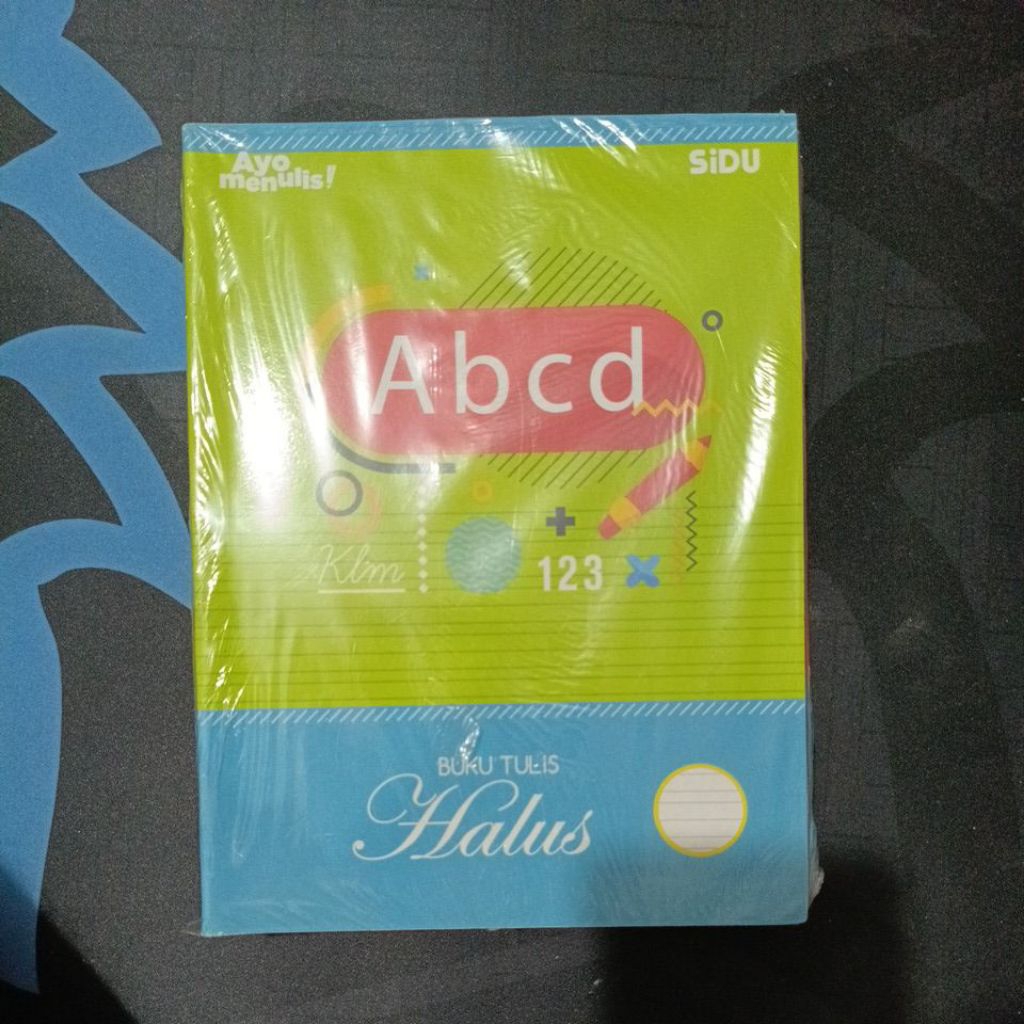 Ayo
menulis!
SiDU
Abcd
Klm
123
BUKU TULIS
Halus